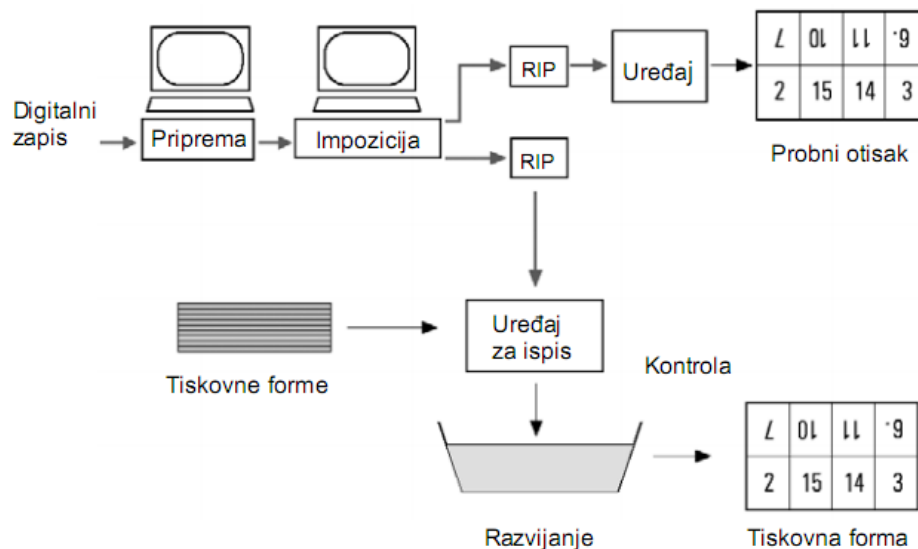 Digitalni
zapis
Priprema
Impozicija
RIP
Uređaj
7 10 11 6.
2 15 14 3
Probni otisak
RIP
Tiskovne forme
Uređaj
za ispis
Kontrola
Razvijanje
7 10 11 6.
2 15 14 3
Tiskovna forma